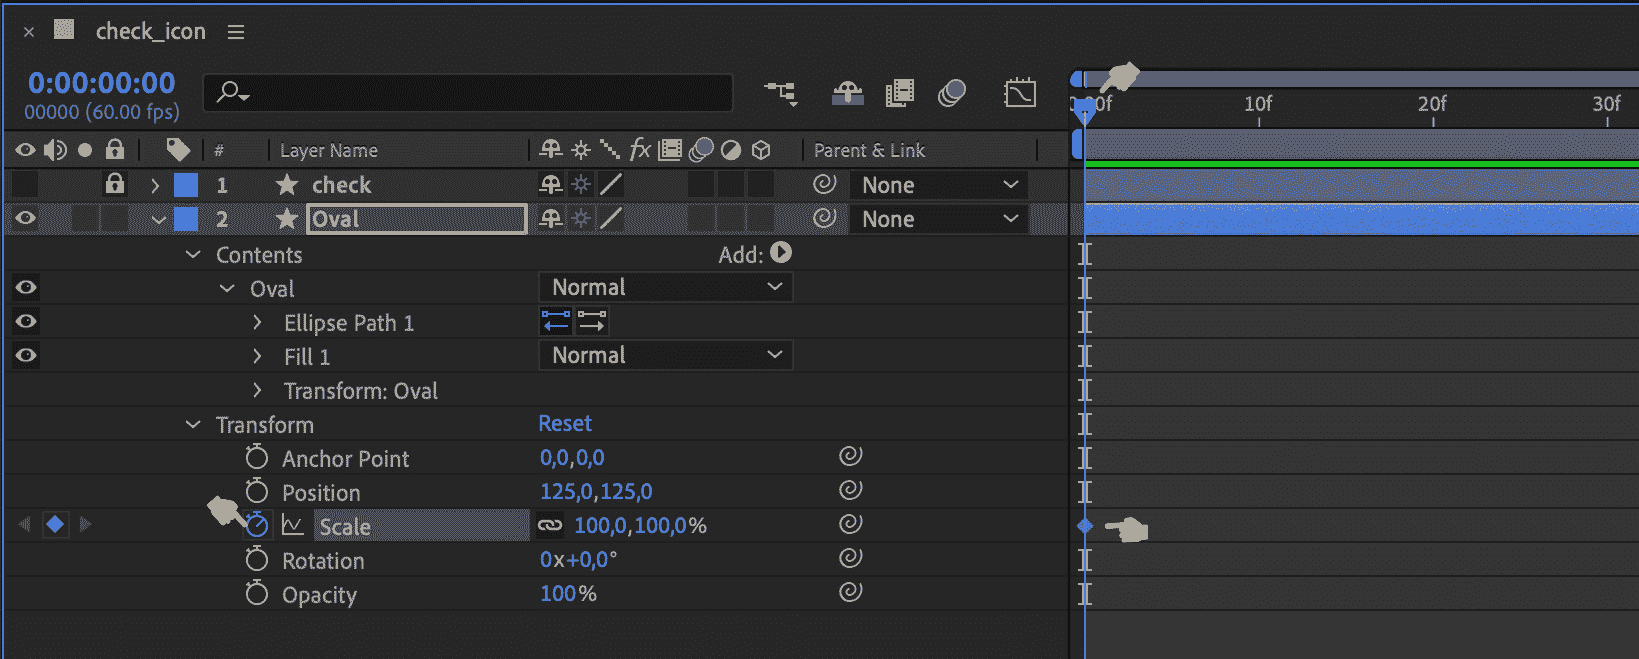 check_icon
0:00:00:00
00000 (60.00 fps)
10f 20f 30f
# Layer Name fx Parent & Link
1 check None
2 Oval None
Contents Add:
Oval Normal
Ellipse Path 1
Fill 1 Normal
Transform: Oval
Transform Reset
Anchor Point 0,0,0,0
Position 125,0,125,0
Scale 100,0,100,0%
Rotation 0x+0,0°
Opacity 100%